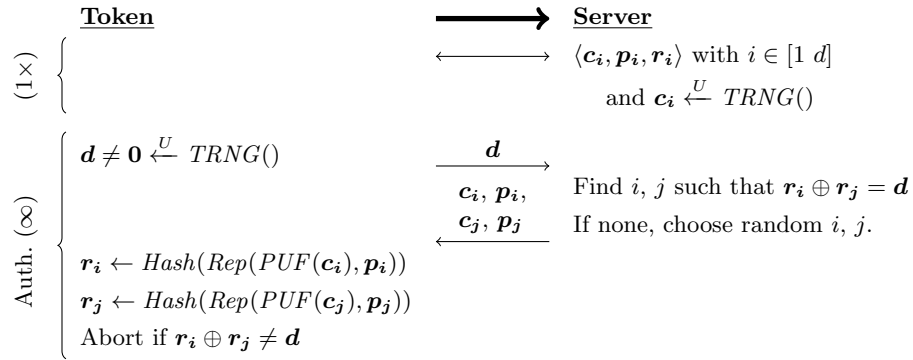 Token Server
(1×)
⟨c_i, p_i, r_i⟩ with i ∈ [1 d]
and c_i ←^U TRNG()
Auth. (∞)
d ≠ 0 ←^U TRNG()
d
c_i, p_i,
c_j, p_j
Find i, j such that r_i ⊕ r_j = d
If none, choose random i, j.
r_i ← Hash(Rep(PUF(c_i), p_i))
r_j ← Hash(Rep(PUF(c_j), p_j))
Abort if r_i ⊕ r_j ≠ d